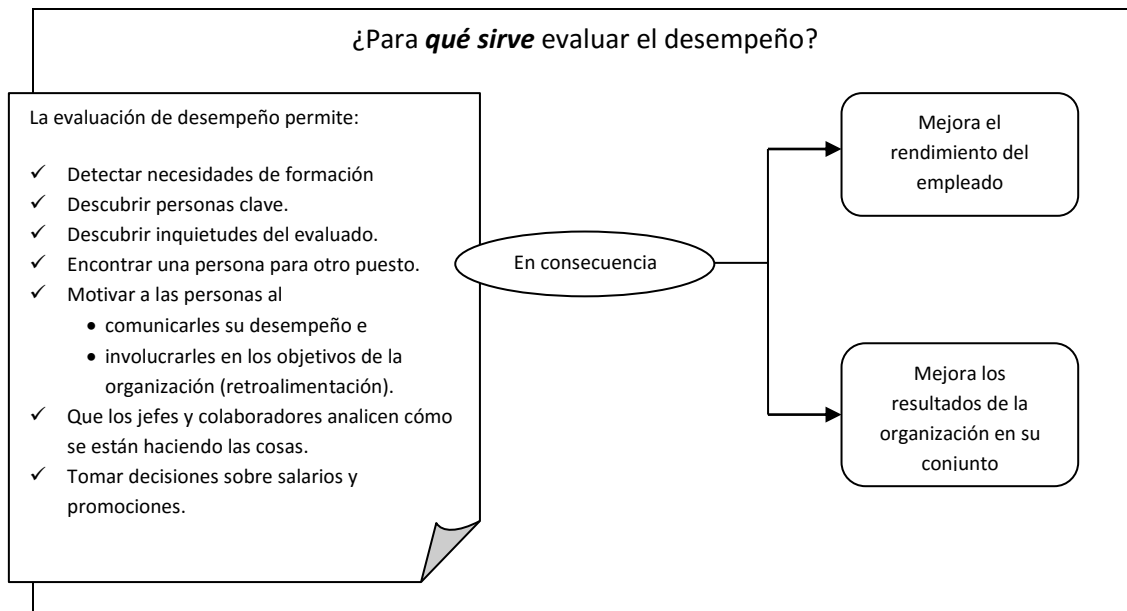 ¿Para qué sirve evaluar el desempeño?
La evaluación de desempeño permite:
✓ Detectar necesidades de formación
✓ Descubrir personas clave.
✓ Descubrir inquietudes del evaluado.
✓ Encontrar una persona para otro puesto.
✓ Motivar a las personas al
• comunicarles su desempeño e
• involucrarles en los objetivos de la
organización (retroalimentación).
✓ Que los jefes y colaboradores analicen cómo
se están haciendo las cosas.
✓ Tomar decisiones sobre salarios y
promociones.
En consecuencia
Mejora el
rendimiento del
empleado
Mejora los
resultados de la
organización en su
conjunto